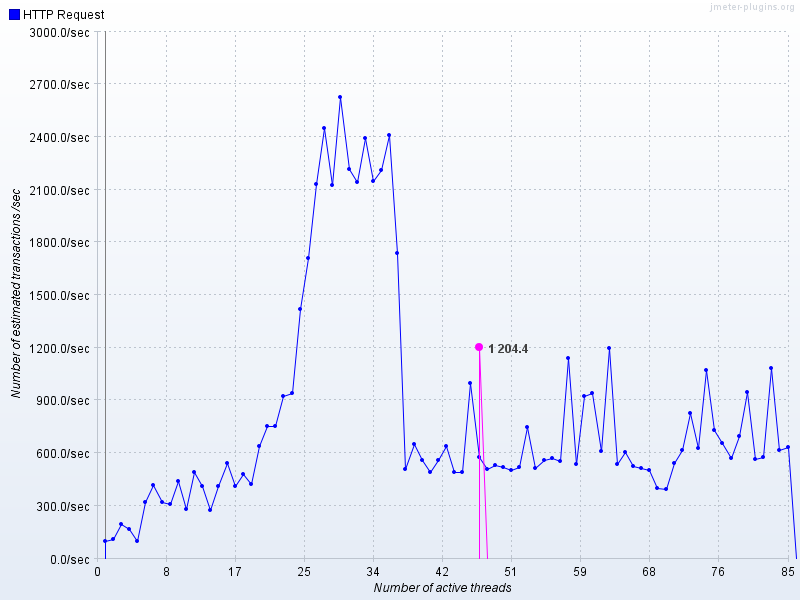 jmeter-plugins.org
HTTP Request
3000.0/sec
2700.0/sec
2400.0/sec
2100.0/sec
1800.0/sec
1500.0/sec
1200.0/sec
900.0/sec
600.0/sec
300.0/sec
0.0/sec
Number of estimated transactions /sec
1 204.4
0 8 17 25 34 42 51 59 68 76 85
Number of active threads